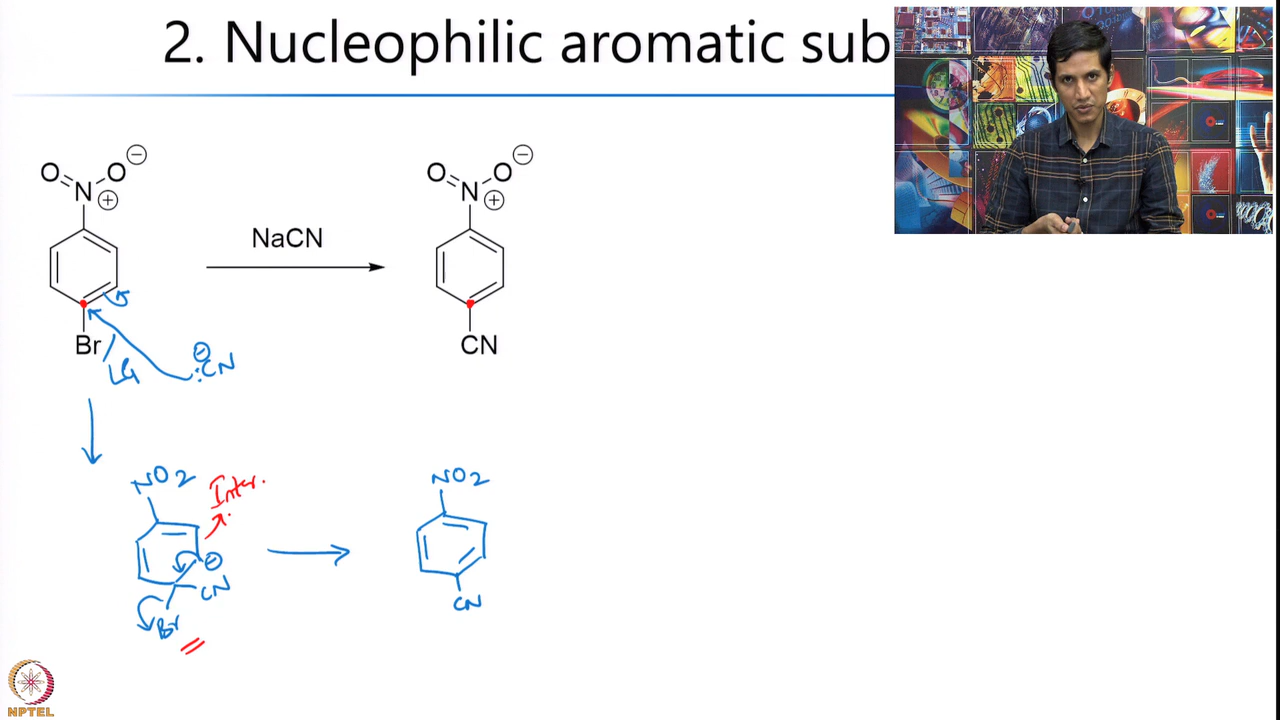 2. Nucleophilic aromatic sub
O O ⊖
N ⊕
NaCN
Br
LG
⊖
:CN
O O ⊖
N ⊕
CN
NO2
Inter.
⊖
CN
Br
NO2
CN
NPTEL